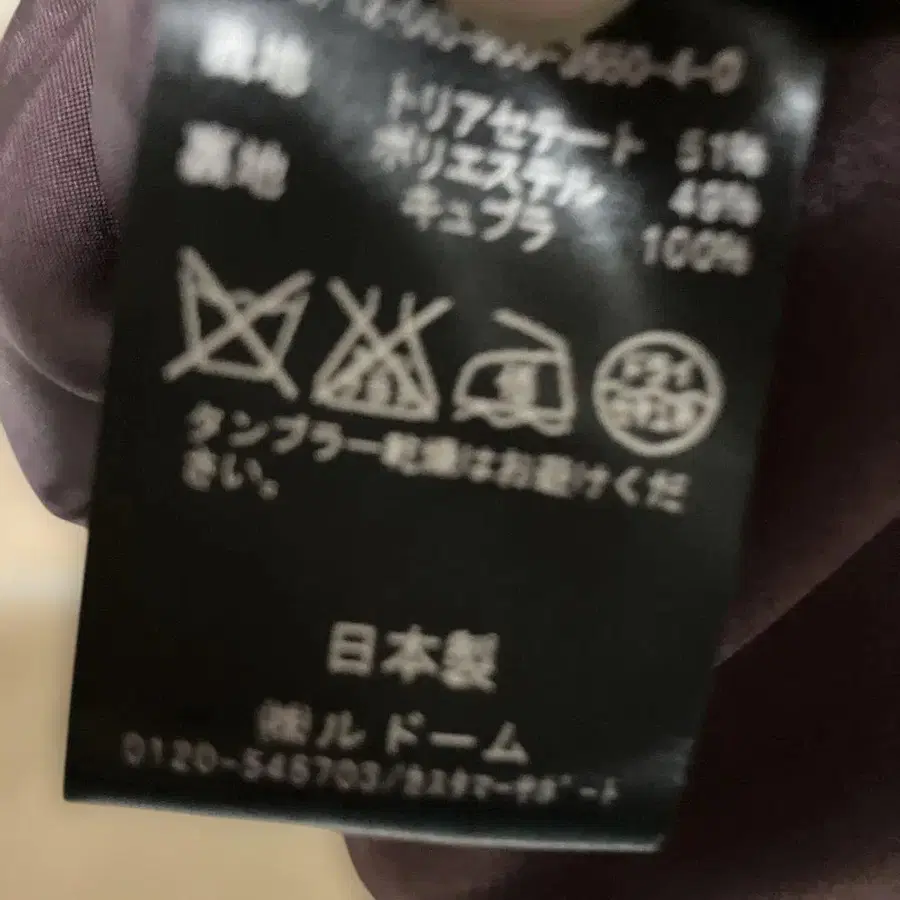 表地 トリアセテート 51%
ポリエステル 49%
裏地 キュプラ 100%
タンブラー乾燥はお避けくだ
さい。
日本製
㈱ルドーム
0120-545703/カスタマーサポート